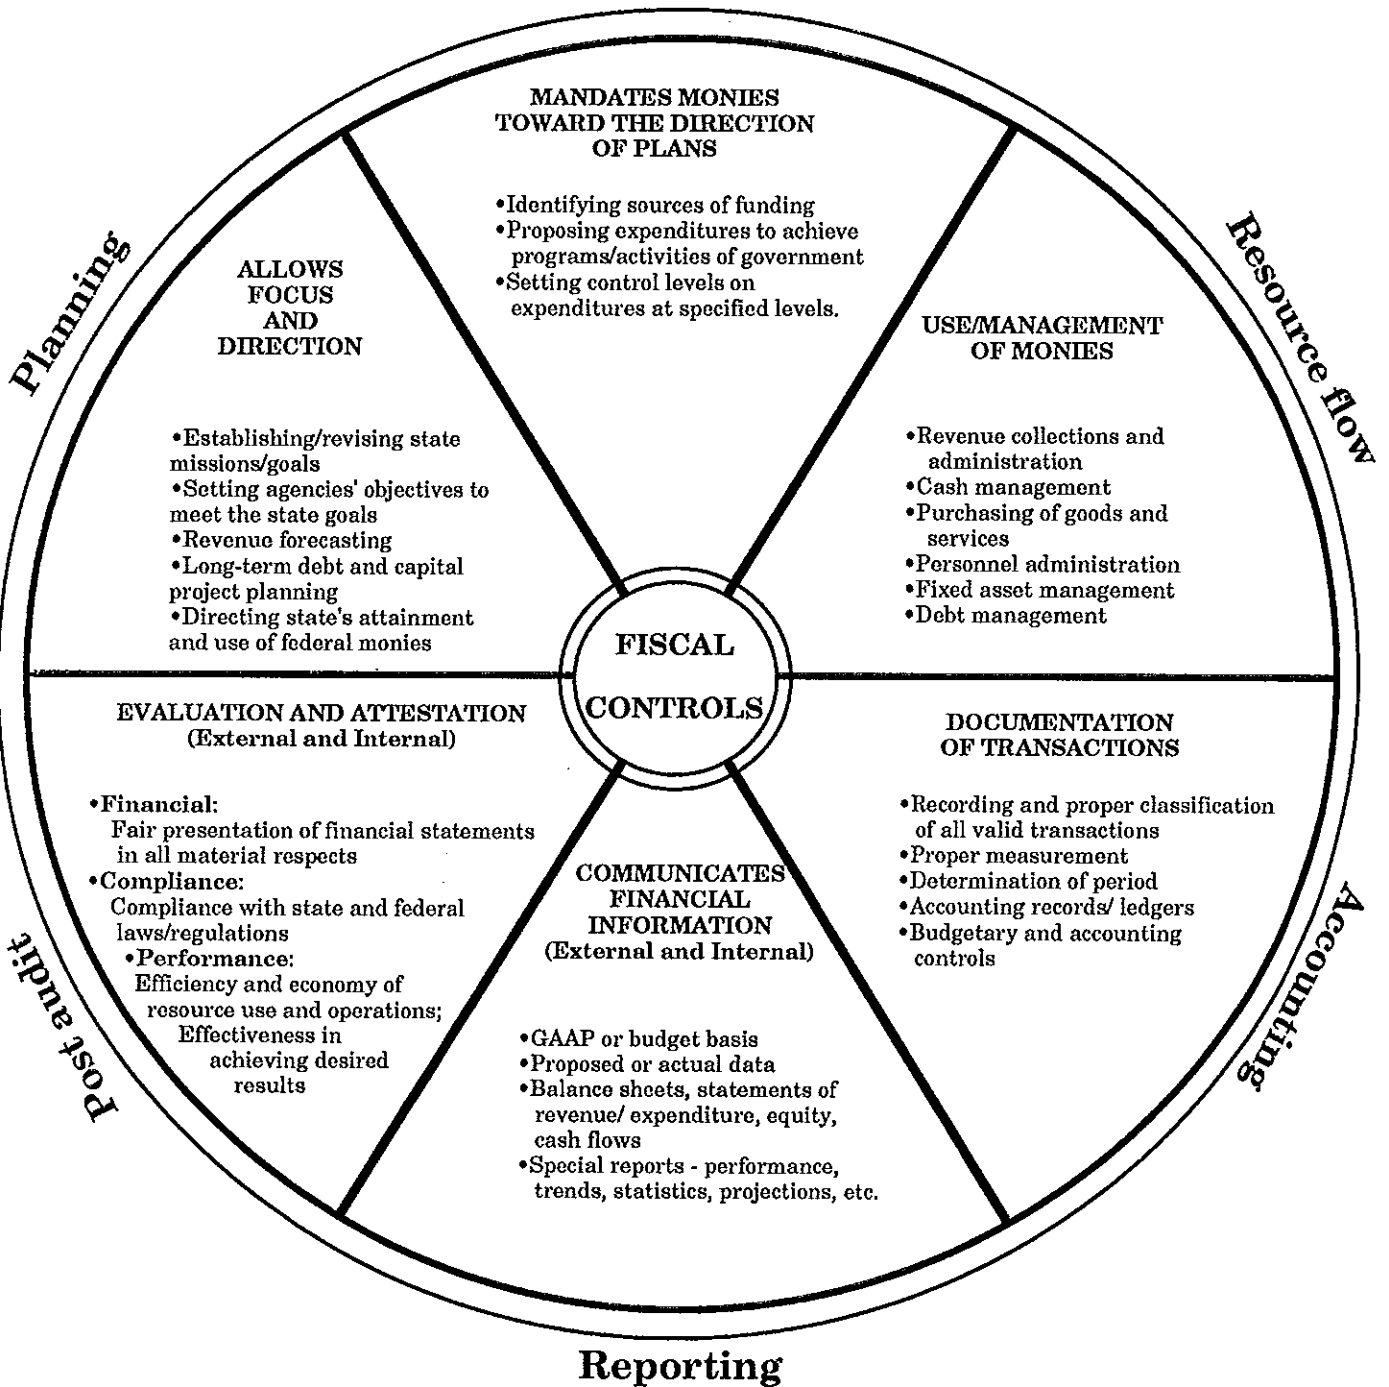 MANDATES MONIES
TOWARD THE DIRECTION
OF PLANS
•Identifying sources of funding
•Proposing expenditures to achieve
programs/activities of government
•Setting control levels on
expenditures at specified levels.
Resource flow
USE/MANAGEMENT
OF MONIES
•Revenue collections and
administration
•Cash management
•Purchasing of goods and
services
•Personnel administration
•Fixed asset management
•Debt management
Accounting
DOCUMENTATION
OF TRANSACTIONS
•Recording and proper classification
of all valid transactions
•Proper measurement
•Determination of period
•Accounting records/ ledgers
•Budgetary and accounting
controls
Reporting
COMMUNICATES
FINANCIAL
INFORMATION
(External and Internal)
•GAAP or budget basis
•Proposed or actual data
•Balance sheets, statements of
revenue/ expenditure, equity,
cash flows
•Special reports - performance,
trends, statistics, projections, etc.
Post audit
EVALUATION AND ATTESTATION
(External and Internal)
•Financial:
Fair presentation of financial statements
in all material respects
•Compliance:
Compliance with state and federal
laws/regulations
•Performance:
Efficiency and economy of
resource use and operations;
Effectiveness in
achieving desired
results
Planning
ALLOWS
FOCUS
AND
DIRECTION
•Establishing/revising state
missions/goals
•Setting agencies' objectives to
meet the state goals
•Revenue forecasting
•Long-term debt and capital
project planning
•Directing state's attainment
and use of federal monies
FISCAL
CONTROLS